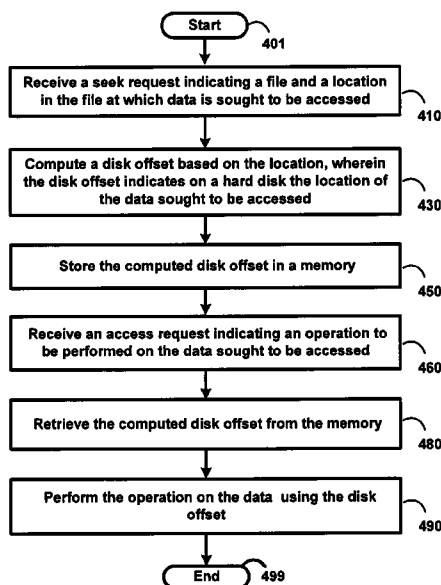 Start
401
Receive a seek request indicating a file and a location
in the file at which data is sought to be accessed
410
Compute a disk offset based on the location, wherein
the disk offset indicates on a hard disk the location of
the data sought to be accessed
430
Store the computed disk offset in a memory
450
Receive an access request indicating an operation to
be performed on the data sought to be accessed
460
Retrieve the computed disk offset from the memory
480
Perform the operation on the data using the disk
offset
490
End
499